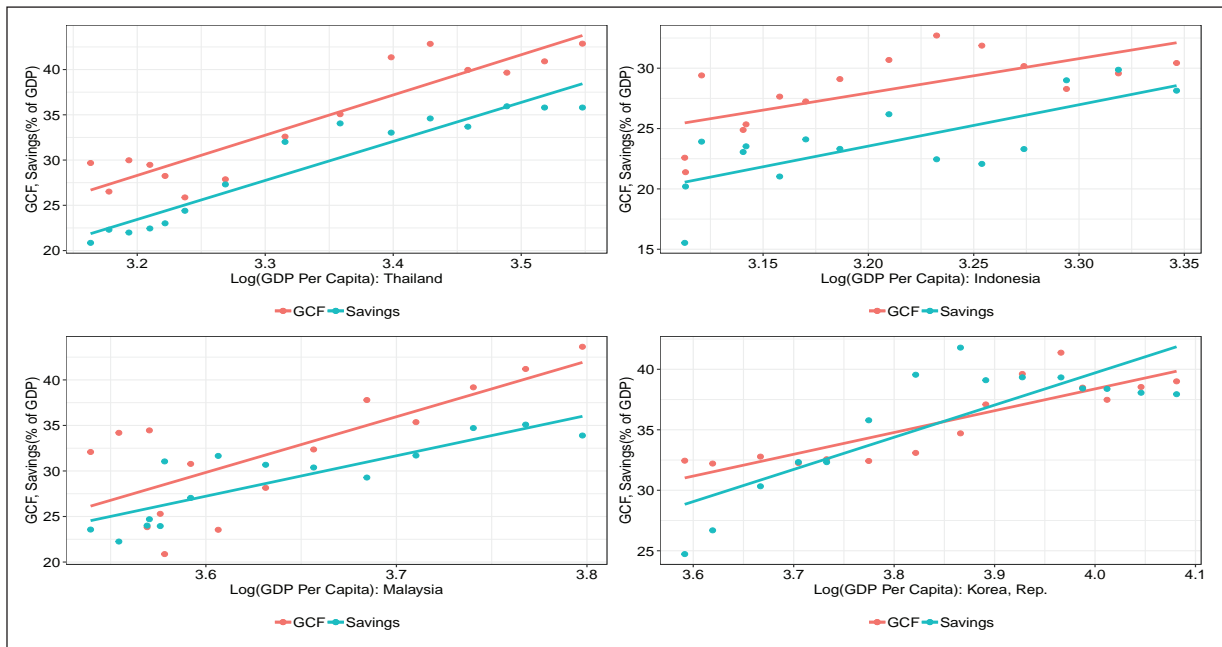 GCF, Savings(% of GDP)
40
35
30
25
20
3.2 3.3 3.4 3.5
Log(GDP Per Capita): Thailand
GCF Savings
GCF, Savings(% of GDP)
30
25
20
15
3.15 3.20 3.25 3.30 3.35
Log(GDP Per Capita): Indonesia
GCF Savings
GCF, Savings(% of GDP)
40
35
30
25
20
3.6 3.7 3.8
Log(GDP Per Capita): Malaysia
GCF Savings
GCF, Savings(% of GDP)
40
35
30
25
3.6 3.7 3.8 3.9 4.0 4.1
Log(GDP Per Capita): Korea, Rep.
GCF Savings